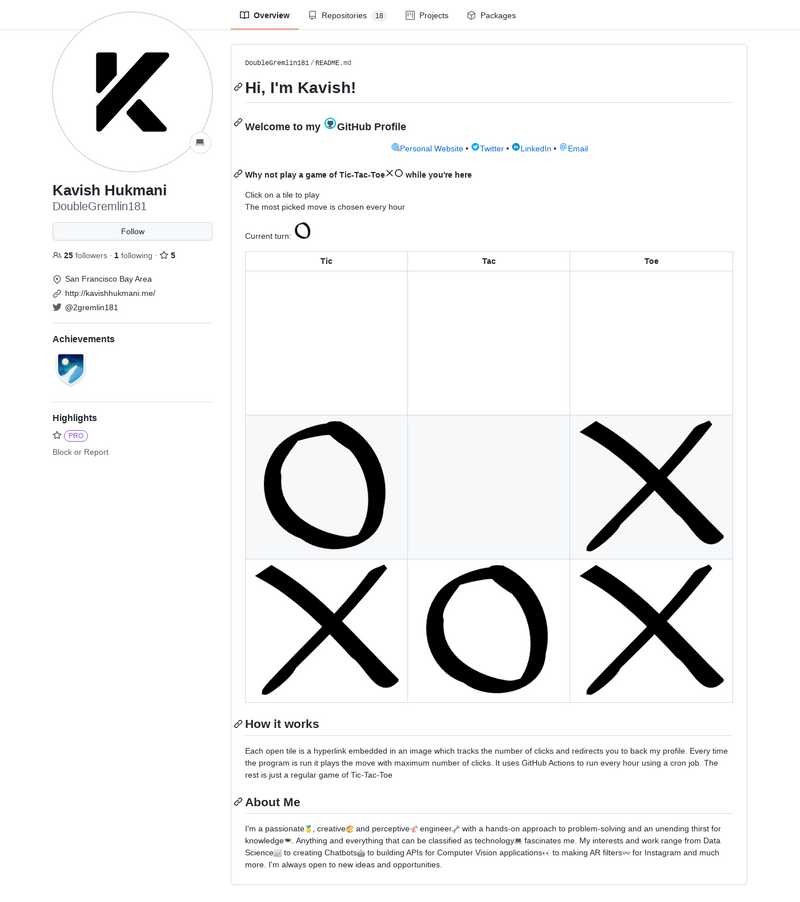 Overview
Repositories 18
Projects
Packages
Kavish Hukmani
DoubleGremlin181
Follow
25 followers · 1 following · 5
San Francisco Bay Area
http://kavishhukmani.me/
@2gremlin181
Achievements
Highlights
PRO
Block or Report
DoubleGremlin181/README.md
Hi, I'm Kavish!
Welcome to my GitHub Profile
Personal Website • Twitter • LinkedIn • Email
Why not play a game of Tic-Tac-Toe while you're here
Click on a tile to play
The most picked move is chosen every hour
Current turn:
Tic Tac Toe
How it works
Each open tile is a hyperlink embedded in an image which tracks the number of clicks and redirects you to back my profile. Every time
the program is run it plays the move with maximum number of clicks. It uses GitHub Actions to run every hour using a cron job. The
rest is just a regular game of Tic-Tac-Toe
About Me
I'm a passionate, creative and perceptive engineer with a hands-on approach to problem-solving and an unending thirst for
knowledge. Anything and everything that can be classified as technology fascinates me. My interests and work range from Data
Science to creating Chatbots to building APIs for Computer Vision applications to making AR filters for Instagram and much
more. I'm always open to new ideas and opportunities.